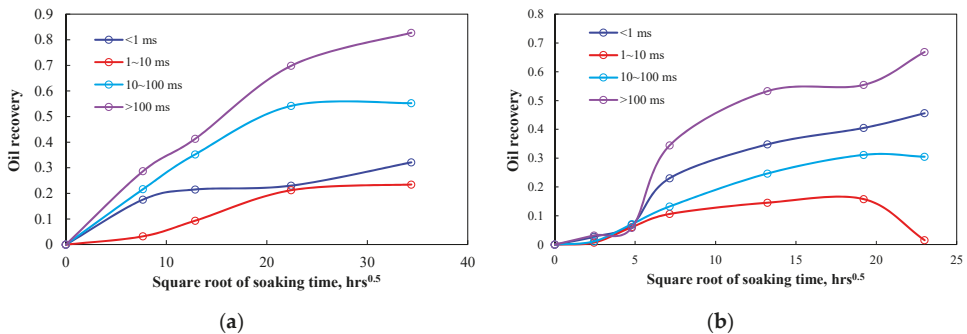 0.9
0.8
0.7
0.6
0.5
0.4
0.3
0.2
0.1
0
Oil recovery
<1 ms
1~10 ms
10~100 ms
>100 ms
0 10 20 30 40
Square root of soaking time, hrs^0.5
(a)
0.8
0.7
0.6
0.5
0.4
0.3
0.2
0.1
0
Oil recovery
<1 ms
1~10 ms
10~100 ms
>100 ms
0 5 10 15 20 25
Square root of soaking time, hrs^0.5
(b)